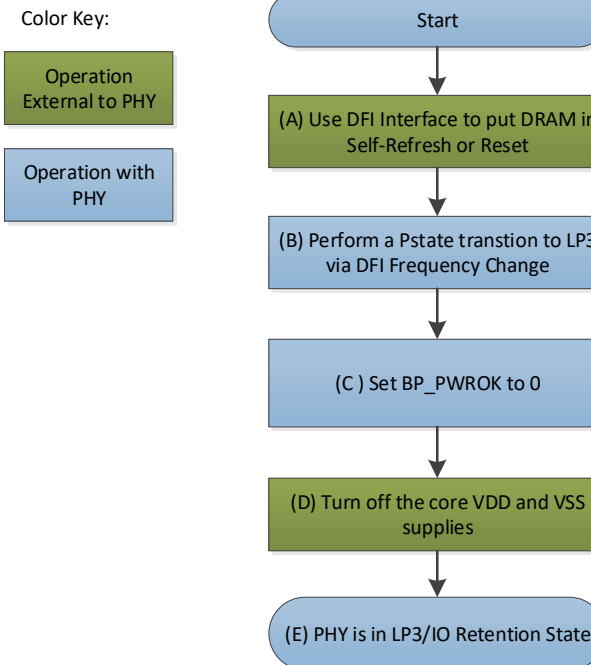 Color Key:
Operation
External to PHY
Operation with
PHY
Start
(A) Use DFI Interface to put DRAM in
Self-Refresh or Reset
(B) Perform a Pstate transtion to LP3
via DFI Frequency Change
(C ) Set BP_PWROK to 0
(D) Turn off the core VDD and VSS
supplies
(E) PHY is in LP3/IO Retention State